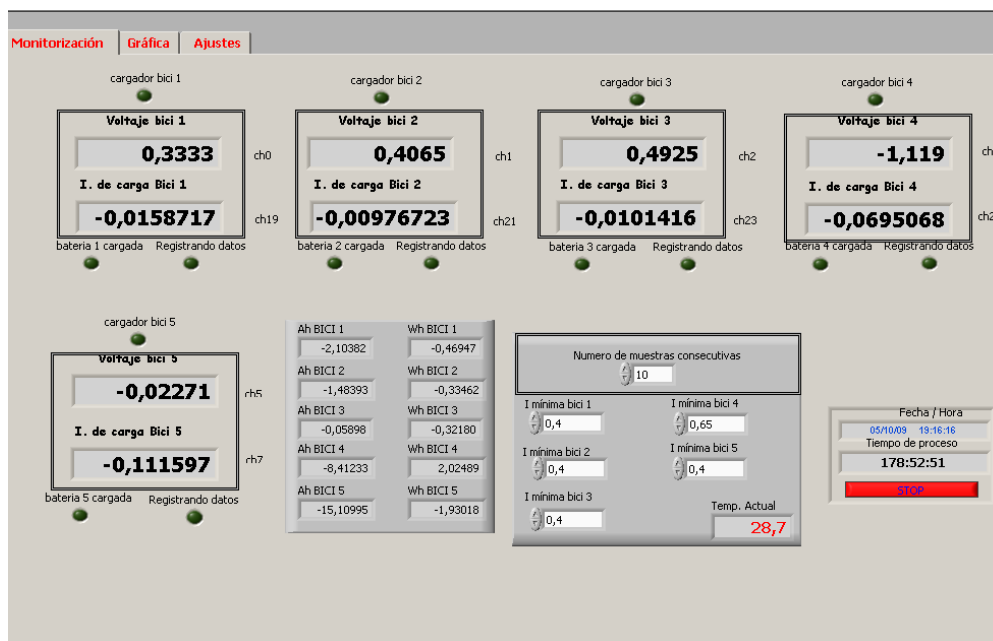 Monitorización Gráfica Ajustes
cargador bici 1
Voltaje bici 1
0,3333 ch0
I. de carga Bici 1
-0,0158717 ch19
bateria 1 cargada Registrando datos
cargador bici 2
Voltaje bici 2
0,4065 ch1
I. de carga Bici 2
-0,00976723 ch21
bateria 2 cargada Registrando datos
cargador bici 3
Voltaje bici 3
0,4925 ch2
I. de carga Bici 3
-0,0101416 ch23
bateria 3 cargada Registrando datos
cargador bici 4
Voltaje bici 4
-1,119
I. de carga Bici 4
-0,0695068
bateria 4 cargada Registrando datos
cargador bici 5
Voltaje bici 5
-0,02271 ch5
I. de carga Bici 5
-0,111597 ch7
bateria 5 cargada Registrando datos
Ah BICI 1 Wh BICI 1
-2,10382 -0,46947
Ah BICI 2 Wh BICI 2
-1,48393 -0,33462
Ah BICI 3 Wh BICI 3
-0,05898 -0,32180
Ah BICI 4 Wh BICI 4
-8,41233 2,02489
Ah BICI 5 Wh BICI 5
-15,10995 -1,93018
Numero de muestras consecutivas
10
I mínima bici 1 I mínima bici 4
0,4 0,65
I mínima bici 2 I mínima bici 5
0,4 0,4
I mínima bici 3
0,4
Temp. Actual
28,7
Fecha / Hora
05/10/09 19:16:16
Tiempo de proceso
178:52:51
STOP